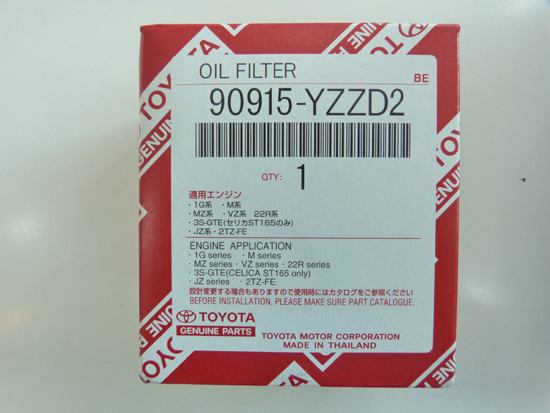 OIL FILTER
BE
90915-YZZD2
QTY: 1
適用エンジン
・1G系 ・M系
・MZ系 ・VZ系 22R系
・3S-GTE(セリカST165のみ)
・JZ系・2TZ-FE
ENGINE APPLICATION
・1G series ・M series
・MZ series・VZ series・22R series
・3S-GTE(CELICA ST165 only)
・JZ series ・2TZ-FE
設計変更する場合もありますので使用時にはカタログをご参照ください
BEFORE INSTALLATION, PLEASE MAKE SURE PART CATALOGUE.
TOYOTA
GENUINE PARTS
TOYOTA MOTOR CORPORATION
MADE IN THAILAND
TOYOTA
GENUINE
TOYOTA